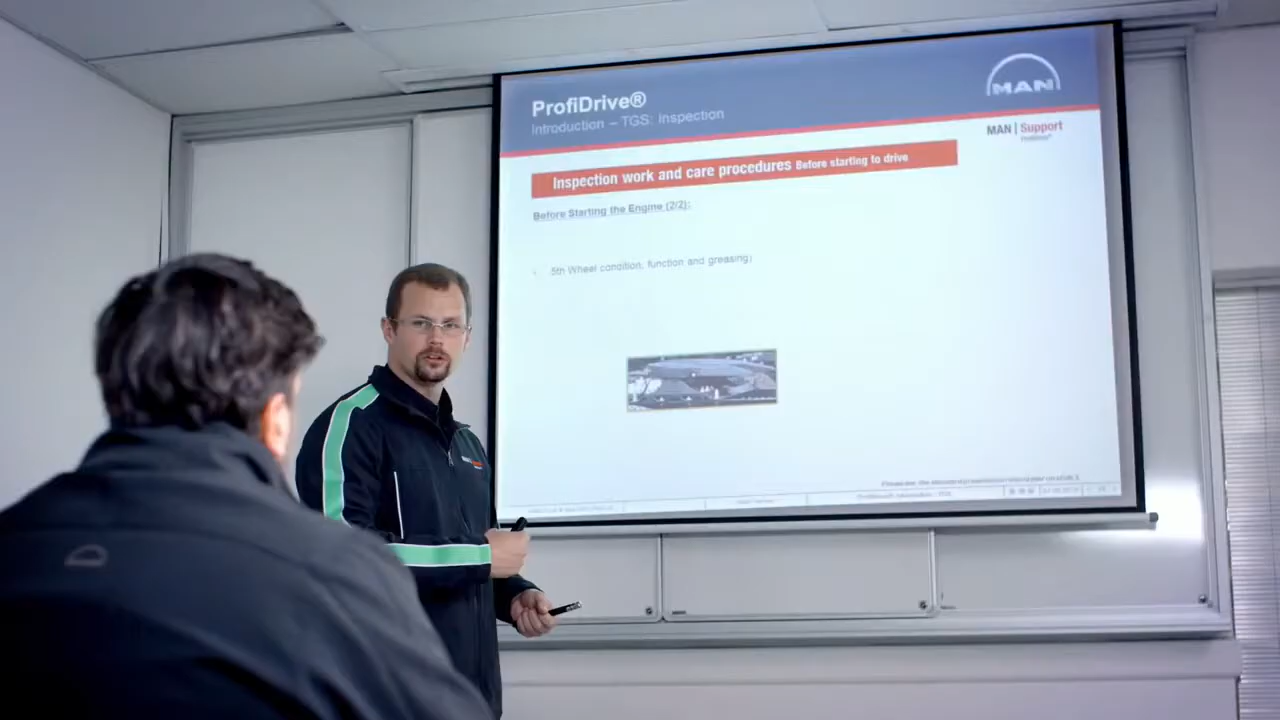 ProfiDrive®
Introduction – TGS: Inspection
MAN
MAN | Support
Inspection work and care procedures Before starting to drive
Before Starting the Engine (2/2):
5th Wheel condition, function and greasing;